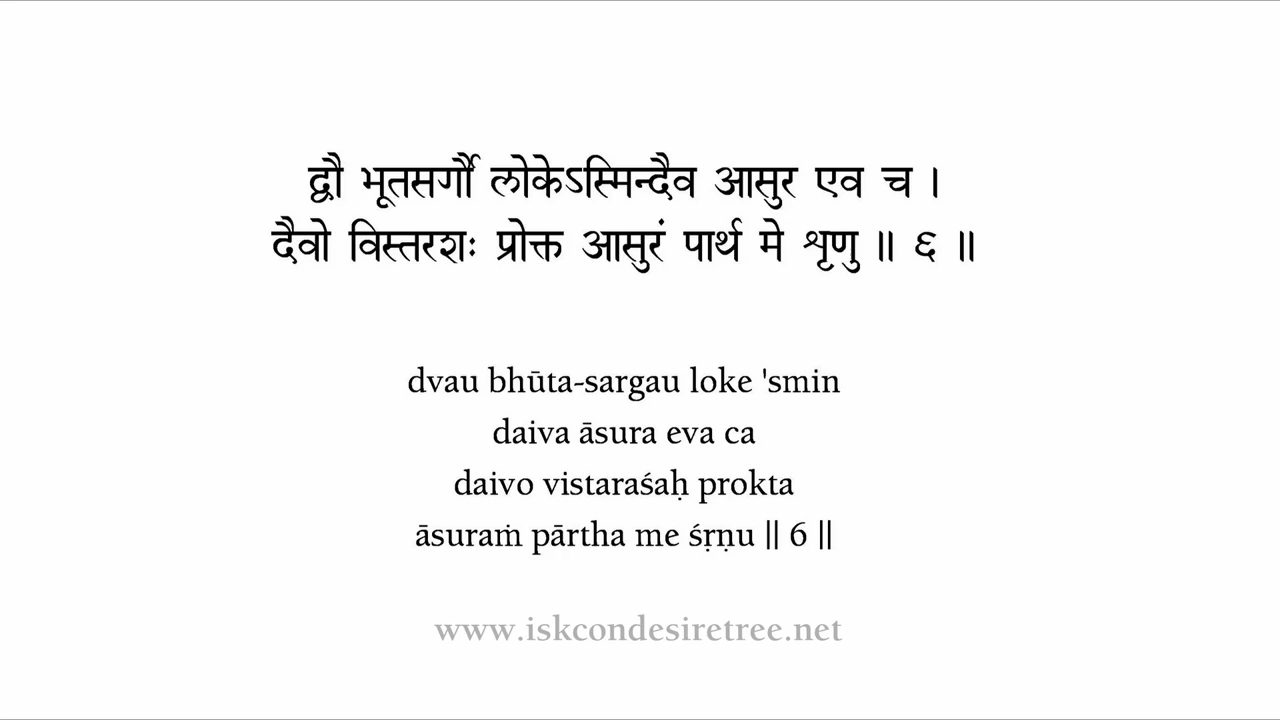 द्वौ भूतसर्गौ लोकेऽस्मिन्दैव आसुर एव च ।
दैवो विस्तरशः प्रोक्त आसुरं पार्थ मे शृणु ॥ ६ ॥
dvau bhūta-sargau loke 'smin
daiva āsura eva ca
daivo vistaraśaḥ prokta
āsuraṁ pārtha me śṛṇu || 6 ||
www.iskcondesiretree.net